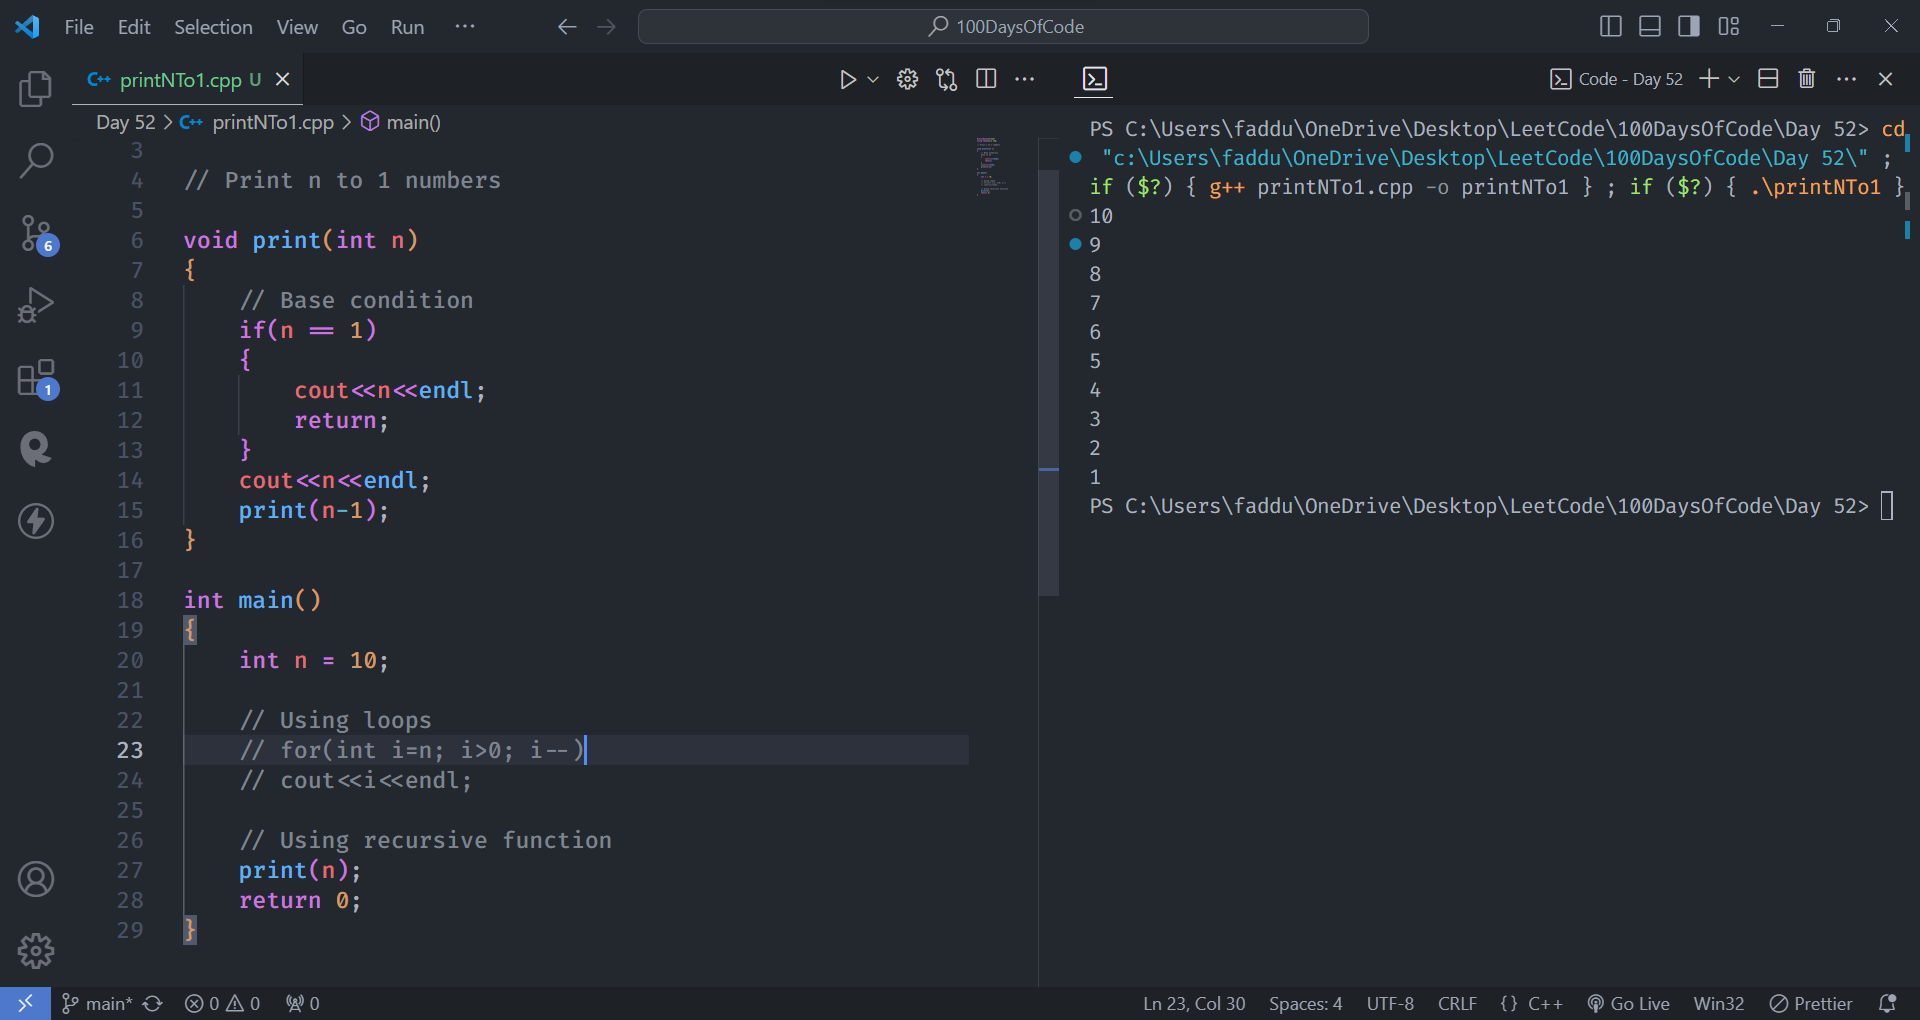 File Edit Selection View Go Run ··· 100DaysOfCode
C++ printNTo1.cpp U
Day 52 > C++ printNTo1.cpp > main()
3
4 // Print n to 1 numbers
5
6 void print(int n)
7 {
8 // Base condition
9 if(n == 1)
10 {
11 cout<<n<<endl;
12 return;
13 }
14 cout<<n<<endl;
15 print(n-1);
16 }
17
18 int main()
19 {
20 int n = 10;
21
22 // Using loops
23 // for(int i=n; i>0; i--)
24 // cout<<i<<endl;
25
26 // Using recursive function
27 print(n);
28 return 0;
29 }
6
1
Code - Day 52
PS C:\Users\faddu\OneDrive\Desktop\LeetCode\100DaysOfCode\Day 52> cd
"c:\Users\faddu\OneDrive\Desktop\LeetCode\100DaysOfCode\Day 52\" ;
if ($?) { g++ printNTo1.cpp -o printNTo1 } ; if ($?) { .\printNTo1 }
10
9
8
7
6
5
4
3
2
1
PS C:\Users\faddu\OneDrive\Desktop\LeetCode\100DaysOfCode\Day 52>
main* 0 0 0 Ln 23, Col 30 Spaces: 4 UTF-8 CRLF {} C++ Go Live Win32 Prettier